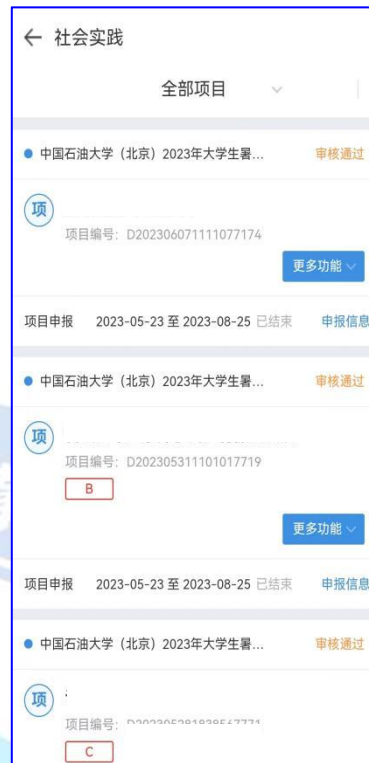 ← 社会实践
全部项目
中国石油大学（北京）2023年大学生暑... 审核通过
项
项目编号：D202306071111077174
更多功能
项目申报 2023-05-23 至 2023-08-25 已结束 申报信息
中国石油大学（北京）2023年大学生暑... 审核通过
项
项目编号：D202305311101017719
B
更多功能
项目申报 2023-05-23 至 2023-08-25 已结束 申报信息
中国石油大学（北京）2023年大学生暑... 审核通过
项
项目编号：
C